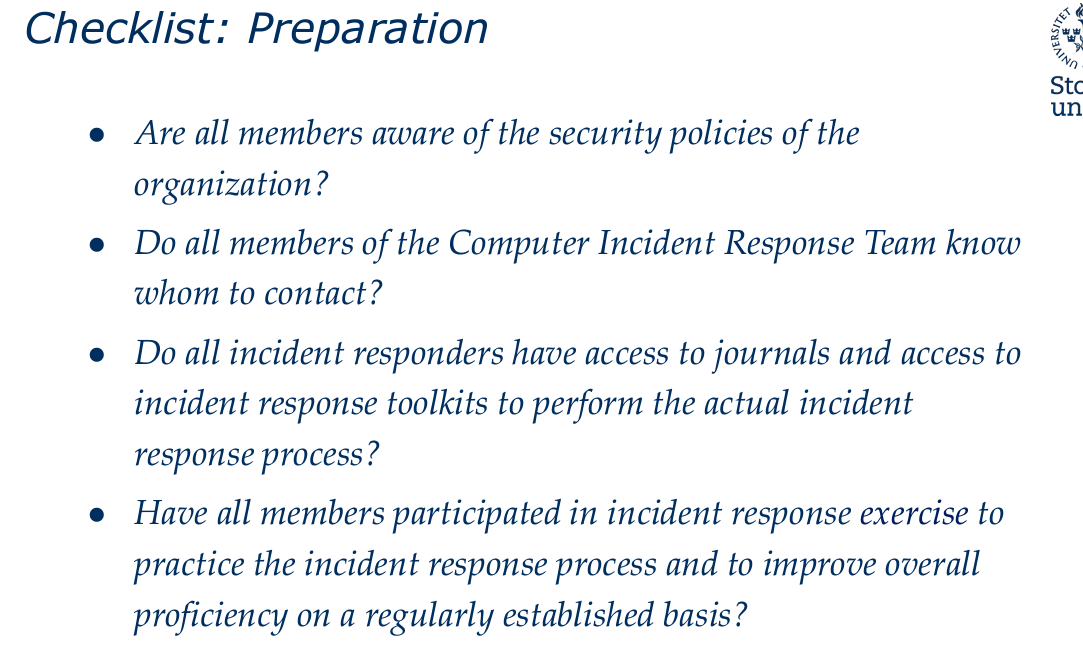 Checklist: Preparation
UNIVERSITET
Sto
un
● Are all members aware of the security policies of the
organization?
● Do all members of the Computer Incident Response Team know
whom to contact?
● Do all incident responders have access to journals and access to
incident response toolkits to perform the actual incident
response process?
● Have all members participated in incident response exercise to
practice the incident response process and to improve overall
proficiency on a regularly established basis?